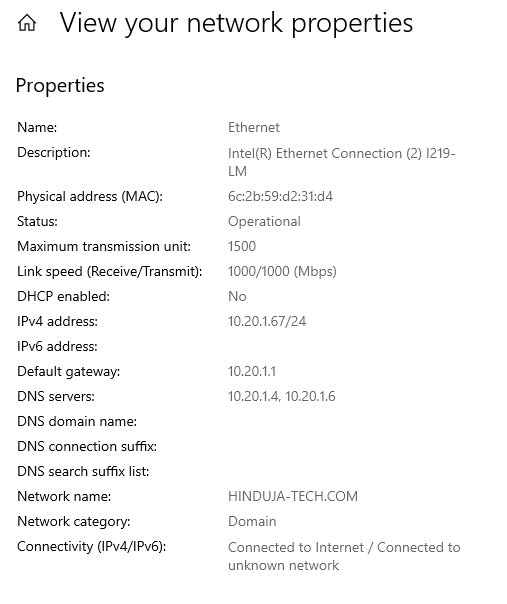 View your network properties
Properties
Name: Ethernet
Description: Intel(R) Ethernet Connection (2) I219-
LM
Physical address (MAC): 6c:2b:59:d2:31:d4
Status: Operational
Maximum transmission unit: 1500
Link speed (Receive/Transmit): 1000/1000 (Mbps)
DHCP enabled: No
IPv4 address: 10.20.1.67/24
IPv6 address:
Default gateway: 10.20.1.1
DNS servers: 10.20.1.4, 10.20.1.6
DNS domain name:
DNS connection suffix:
DNS search suffix list:
Network name: HINDUJA-TECH.COM
Network category: Domain
Connectivity (IPv4/IPv6): Connected to Internet / Connected to
unknown network